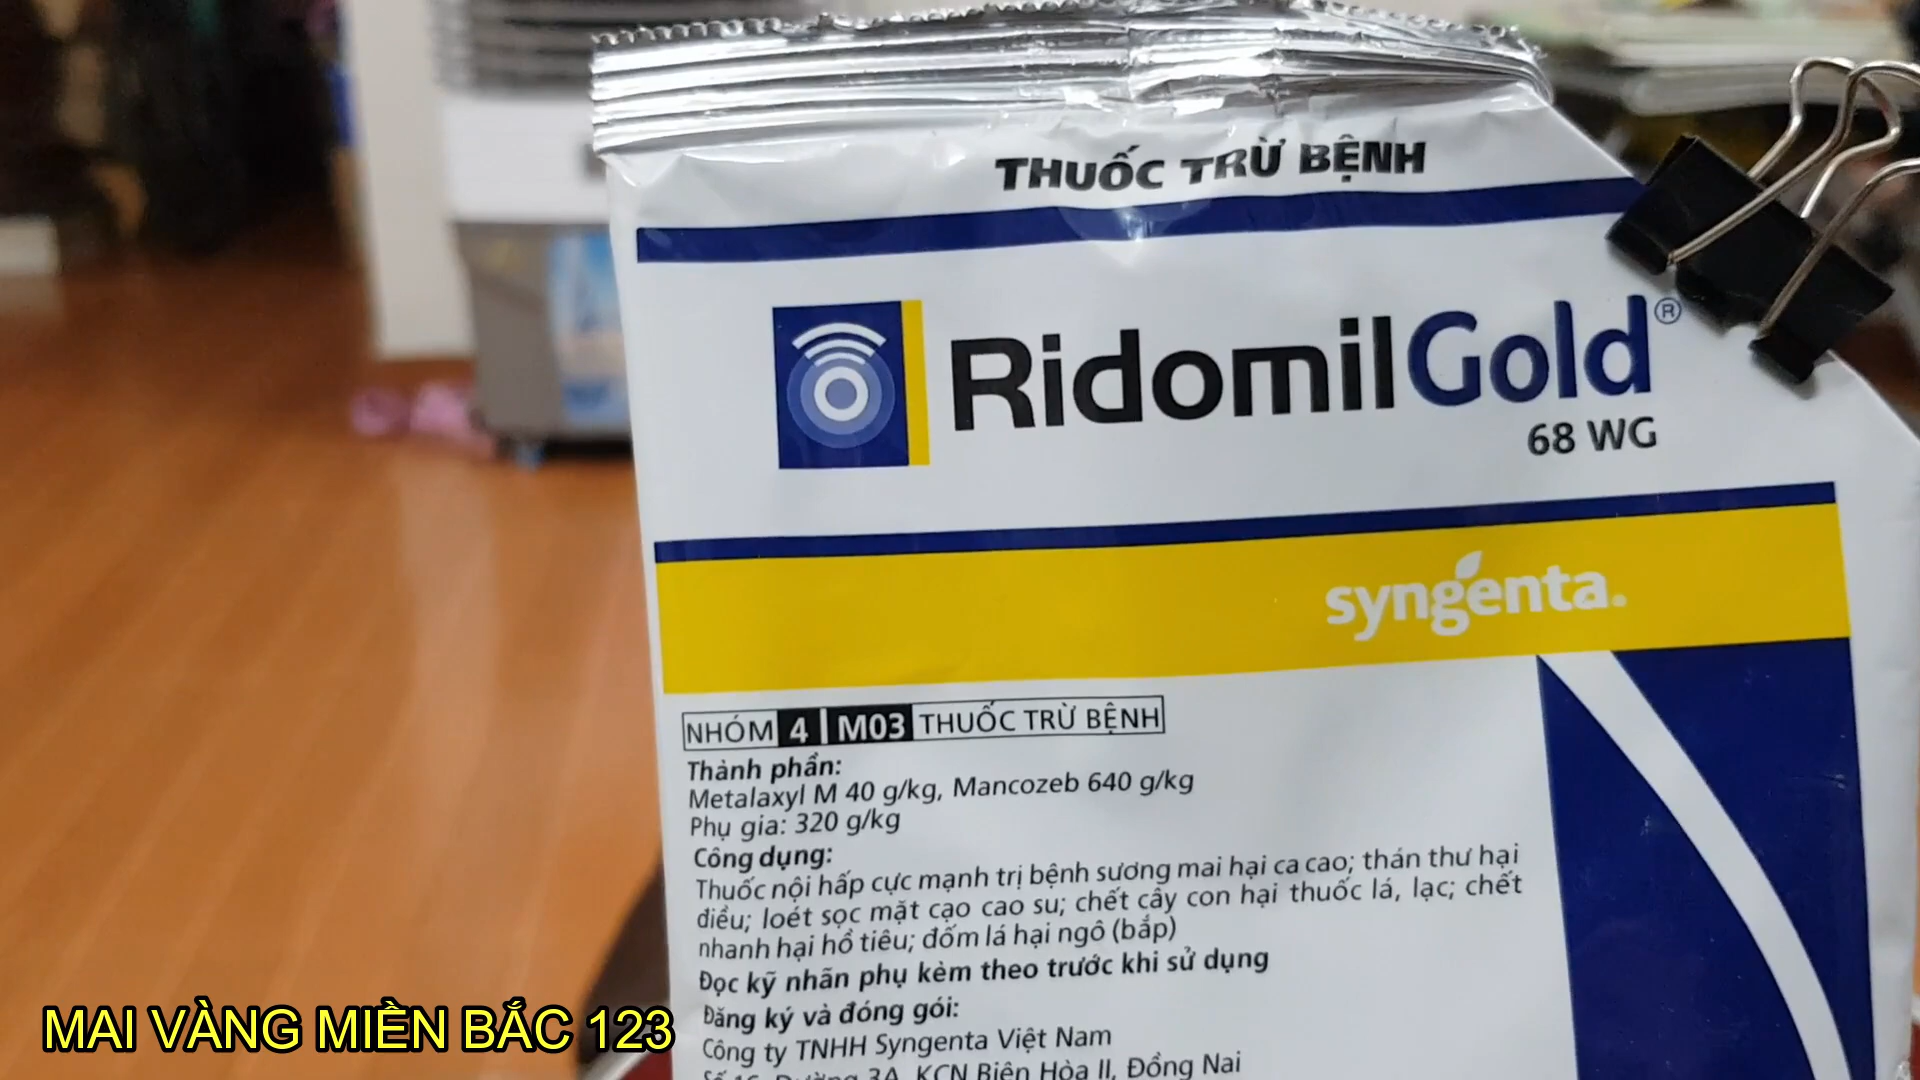 THUỐC TRỪ BỆNH
RidomilGold®
68 WG
syngenta.
NHÓM 4 M03 THUỐC TRỪ BỆNH
Thành phần:
Metalaxyl M 40 g/kg, Mancozeb 640 g/kg
Phụ gia: 320 g/kg
Công dụng:
Thuốc nội hấp cực mạnh trị bệnh sương mai hại ca cao; thán thư hại
điều; loét sọc mặt cạo cao su; chết cây con hại thuốc lá, lạc; chết
nhanh hại hồ tiêu; đốm lá hại ngô (bắp)
Đọc kỹ nhãn phụ kèm theo trước khi sử dụng
Đăng ký và đóng gói:
Công ty TNHH Syngenta Việt Nam
3A, KCN Biên Hòa II, Đồng Nai
MAI VÀNG MIỀN BẮC 123